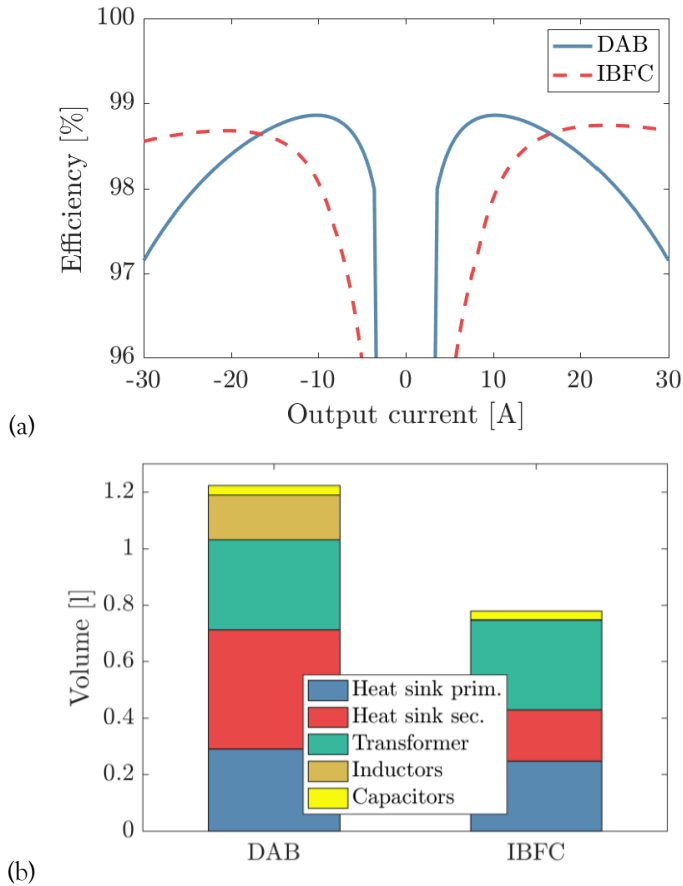 100
99
98
97
96
Efficiency [%]
DAB
IBFC
-30 -20 -10 0 10 20 30
Output current [A]
(a)
1.2
1
0.8
0.6
0.4
0.2
0
Volume [l]
Heat sink prim.
Heat sink sec.
Transformer
Inductors
Capacitors
DAB IBFC
(b)